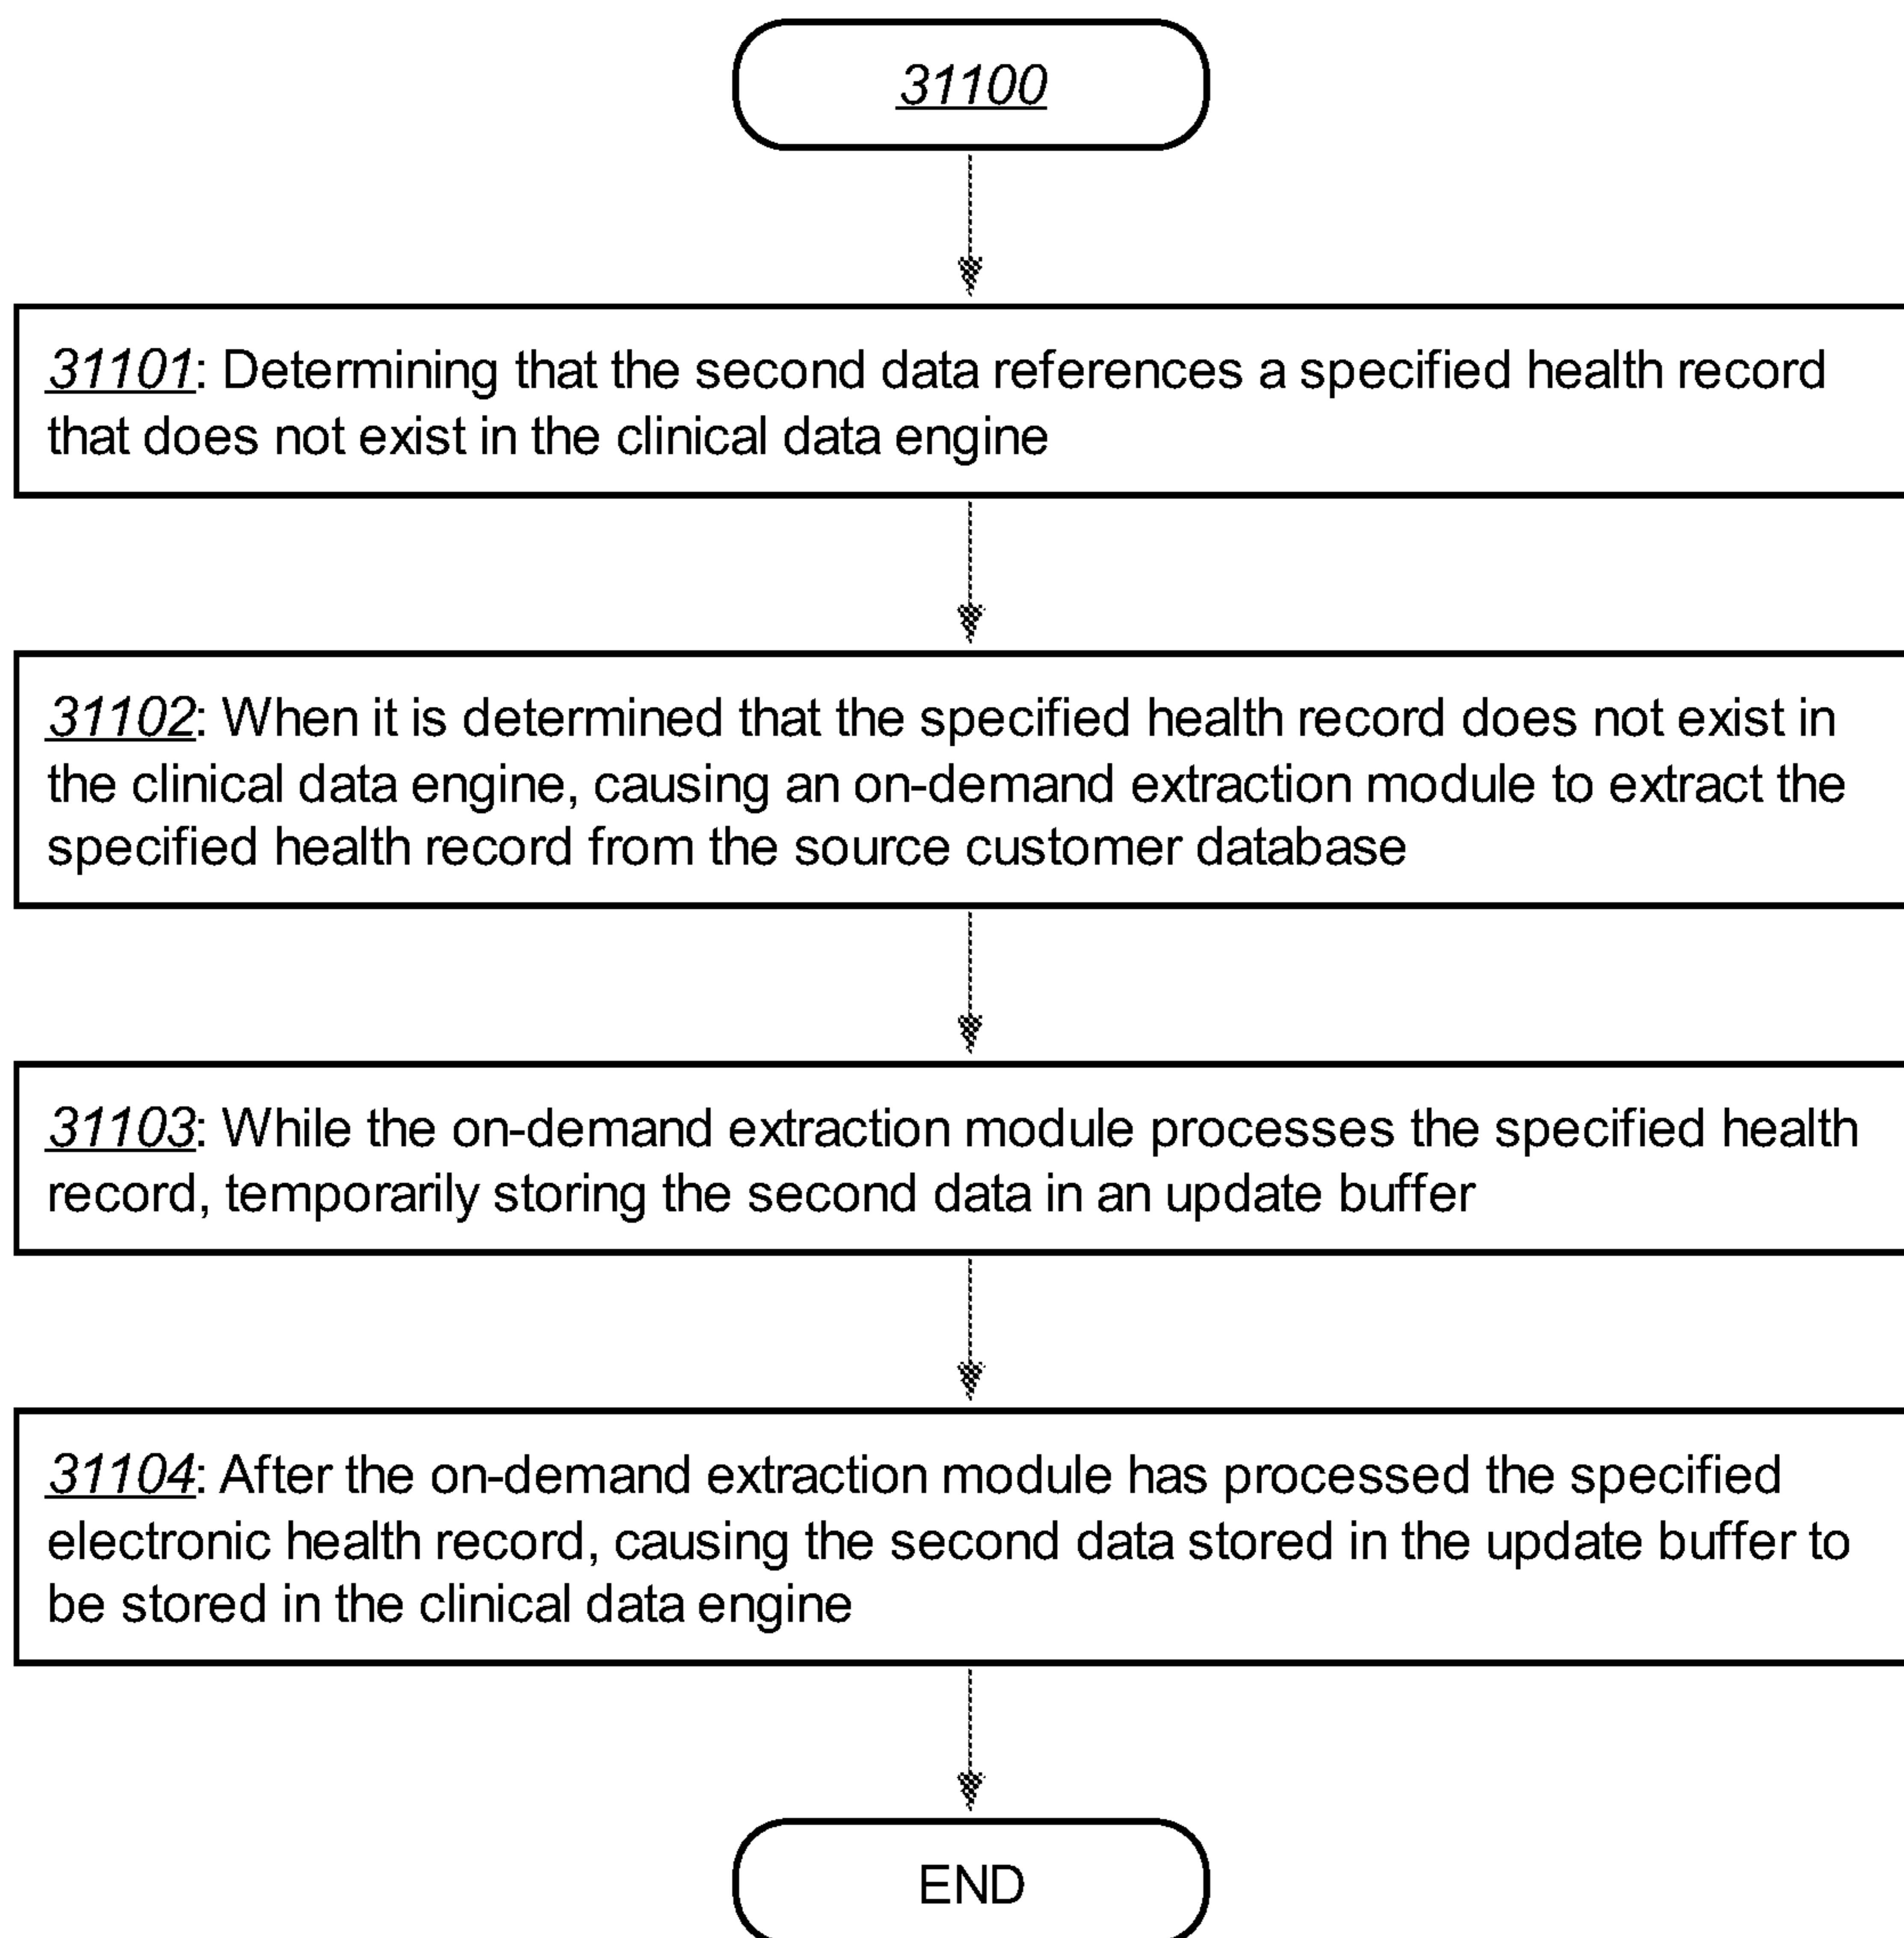 31100
31101: Determining that the second data references a specified health record
that does not exist in the clinical data engine
31102: When it is determined that the specified health record does not exist in
the clinical data engine, causing an on-demand extraction module to extract the
specified health record from the source customer database
31103: While the on-demand extraction module processes the specified health
record, temporarily storing the second data in an update buffer
31104: After the on-demand extraction module has processed the specified
electronic health record, causing the second data stored in the update buffer to
be stored in the clinical data engine
END